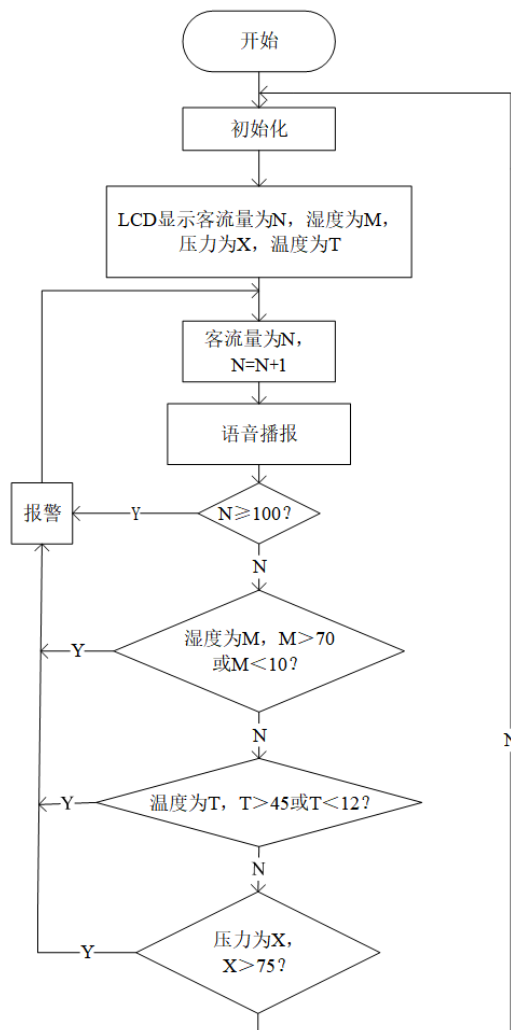 开始
初始化
LCD显示客流量为N，湿度为M，
压力为X，温度为T
客流量为N，
N=N+1
语音播报
报警
Y
N≥100？
N
湿度为M，M＞70
或M＜10？
Y
N
N
温度为T，T＞45或T＜12？
Y
N
压力为X，
X＞75？
Y